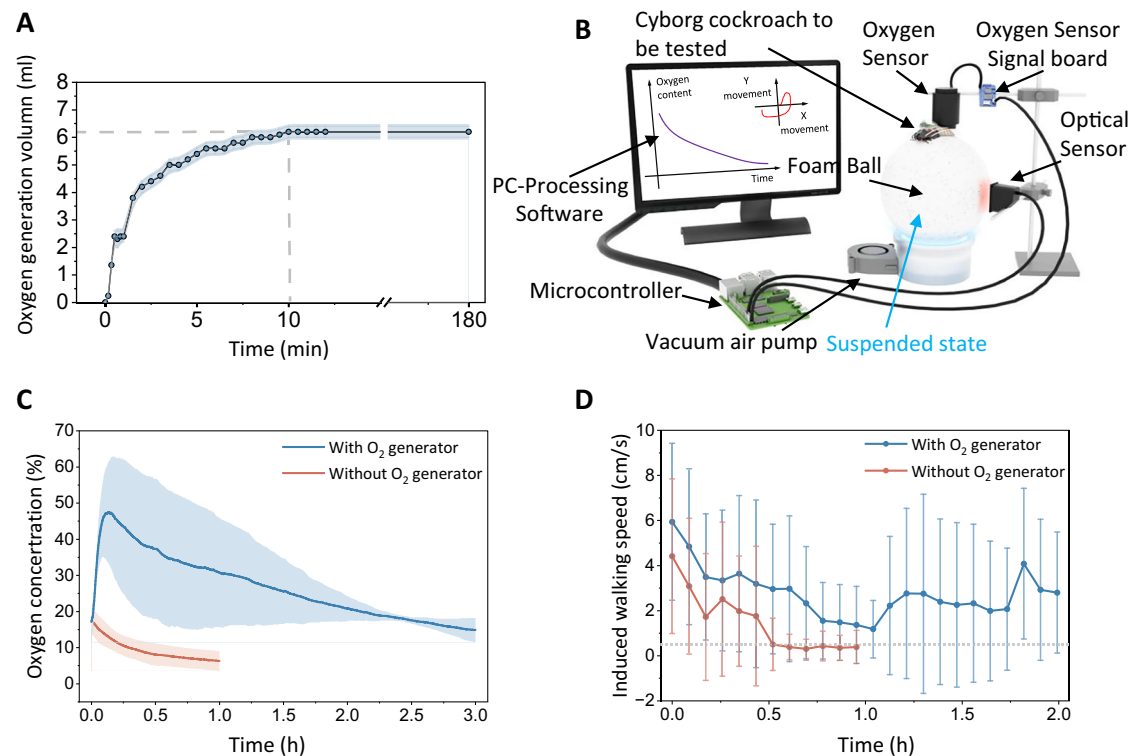 A
Oxygen generation volumn (ml)
8
7
6
5
4
3
2
1
0
0
5
10
180
Time (min)
B
Cyborg cockroach to
be tested
Oxygen
Sensor
Oxygen Sensor
Signal board
Optical
Sensor
Oxygen
content
Time
Y
movement
X
movement
PC-Processing
Software
Foam Ball
Microcontroller
Vacuum air pump
Suspended state
C
Oxygen concertration (%)
70
60
50
40
30
20
10
0
With O₂ generator
Without O₂ generator
0.0
0.5
1.0
1.5
2.0
2.5
3.0
Time (h)
D
Induced walking speed (cm/s)
10
8
6
4
2
0
−2
With O₂ generator
Without O₂ generator
0.0
0.5
1.0
1.5
2.0
Time (h)